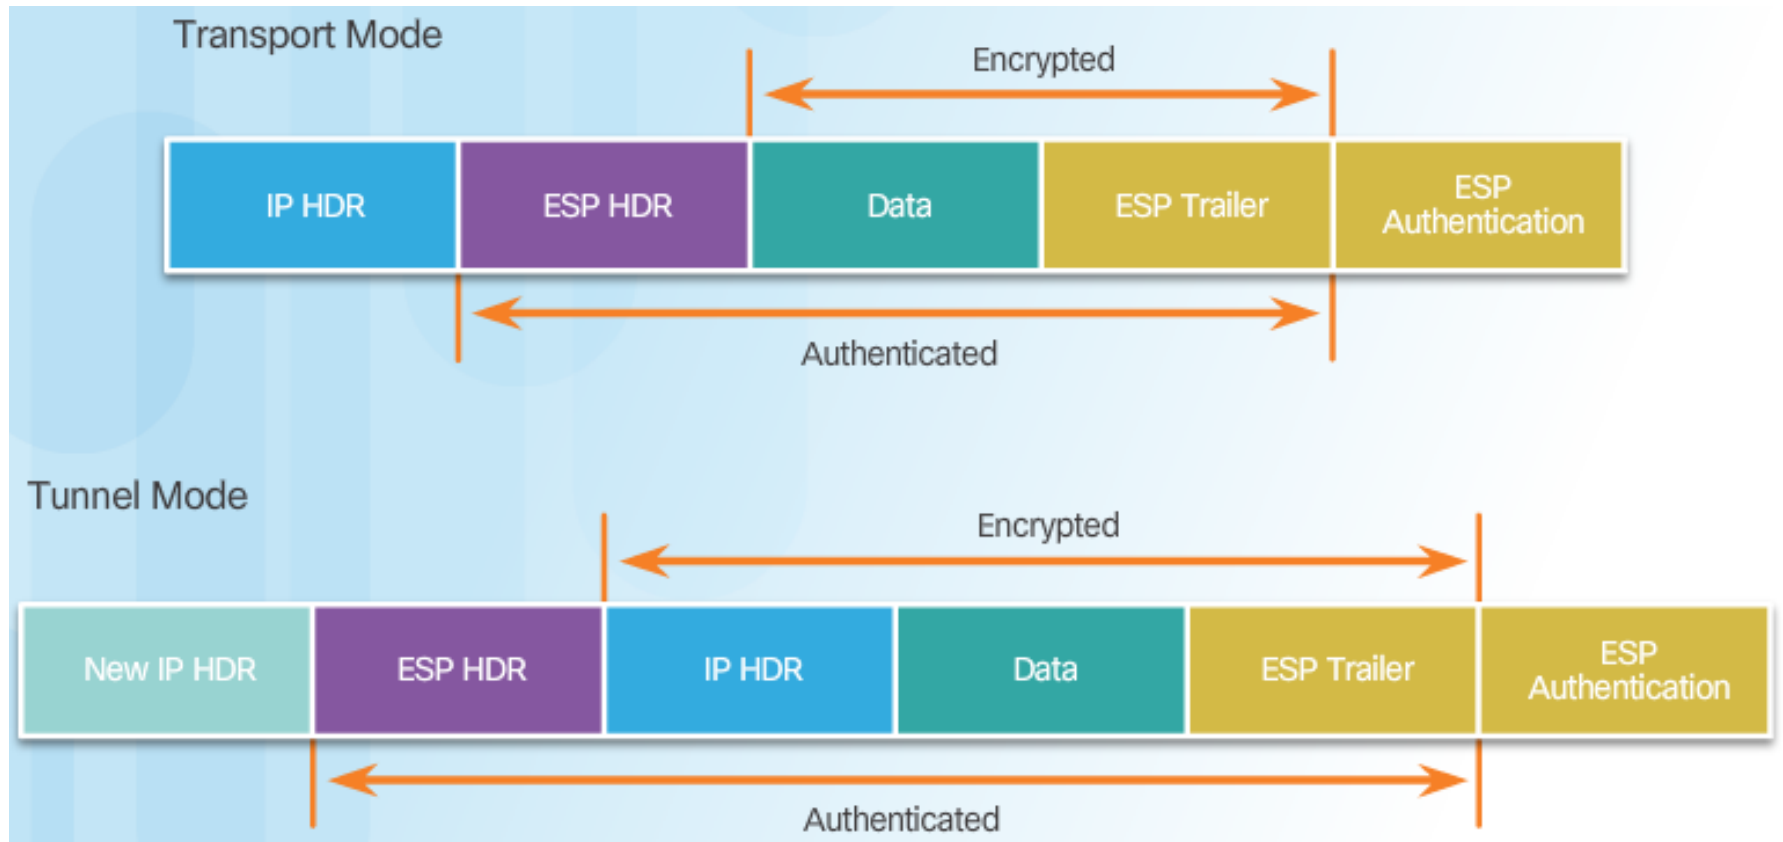 Transport Mode
Encrypted
IP HDR
ESP HDR
Data
ESP Trailer
ESP
Authentication
Authenticated
Tunnel Mode
Encrypted
New IP HDR
ESP HDR
IP HDR
Data
ESP Trailer
ESP
Authentication
Authenticated